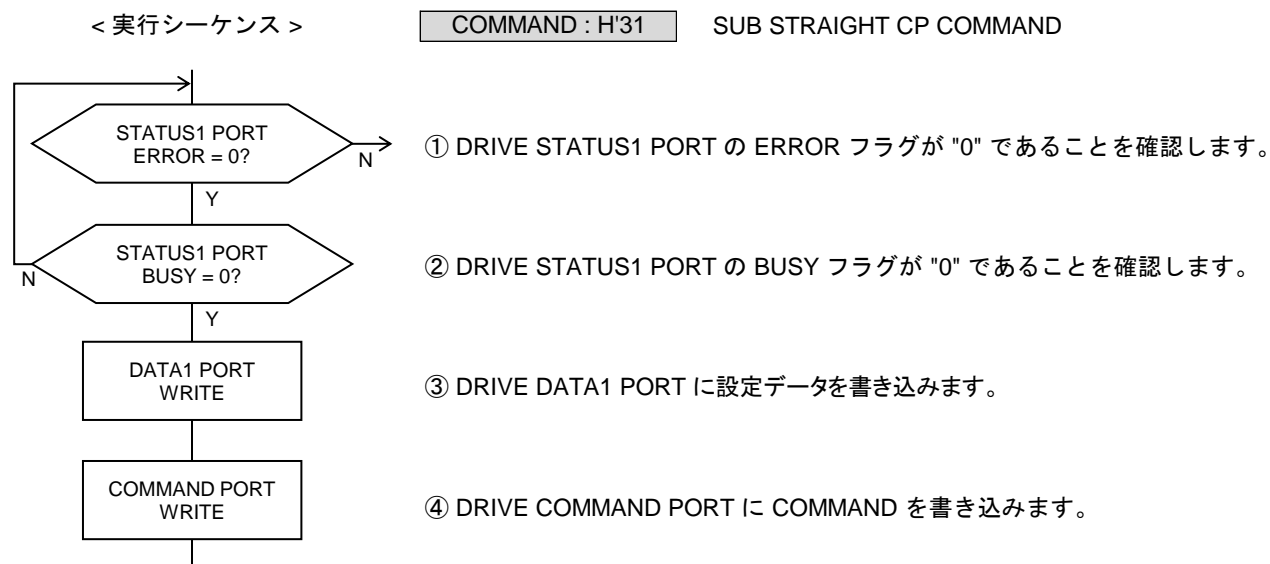 < 実行シーケンス >
COMMAND : H'31
SUB STRAIGHT CP COMMAND
STATUS1 PORT
ERROR = 0?
N
① DRIVE STATUS1 PORT の ERROR フラグが "0" であることを確認します。
Y
STATUS1 PORT
BUSY = 0?
N
② DRIVE STATUS1 PORT の BUSY フラグが "0" であることを確認します。
Y
DATA1 PORT
WRITE
③ DRIVE DATA1 PORT に設定データを書き込みます。
COMMAND PORT
WRITE
④ DRIVE COMMAND PORT に COMMAND を書き込みます。